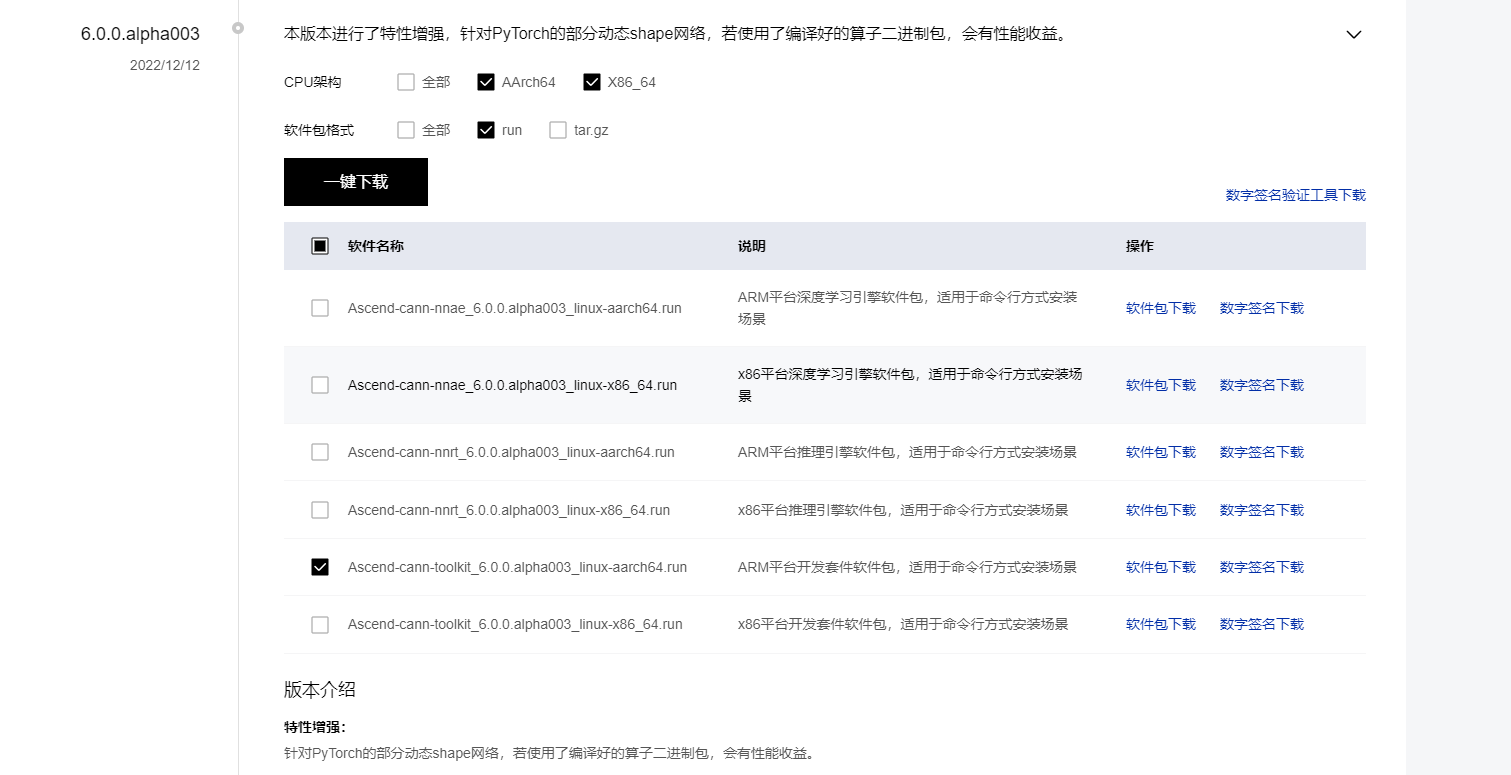 6.0.0.alpha003
2022/12/12
本版本进行了特性增强，针对PyTorch的部分动态shape网络，若使用了编译好的算子二进制包，会有性能收益。
CPU架构 全部 AArch64 X86_64
软件包格式 全部 run tar.gz
一键下载
数字签名验证工具下载
软件名称 说明 操作
Ascend-cann-nnae_6.0.0.alpha003_linux-aarch64.run ARM平台深度学习引擎软件包，适用于命令行方式安装 软件包下载 数字签名下载
场景
Ascend-cann-nnae_6.0.0.alpha003_linux-x86_64.run x86平台深度学习引擎软件包，适用于命令行方式安装场 软件包下载 数字签名下载
景
Ascend-cann-nnrt_6.0.0.alpha003_linux-aarch64.run ARM平台推理引擎软件包，适用于命令行方式安装场景 软件包下载 数字签名下载
Ascend-cann-nnrt_6.0.0.alpha003_linux-x86_64.run x86平台推理引擎软件包，适用于命令行方式安装场景 软件包下载 数字签名下载
Ascend-cann-toolkit_6.0.0.alpha003_linux-aarch64.run ARM平台开发套件软件包，适用于命令行方式安装场景 软件包下载 数字签名下载
Ascend-cann-toolkit_6.0.0.alpha003_linux-x86_64.run x86平台开发套件软件包，适用于命令行方式安装场景 软件包下载 数字签名下载
版本介绍
特性增强：
针对PyTorch的部分动态shape网络，若使用了编译好的算子二进制包，会有性能收益。